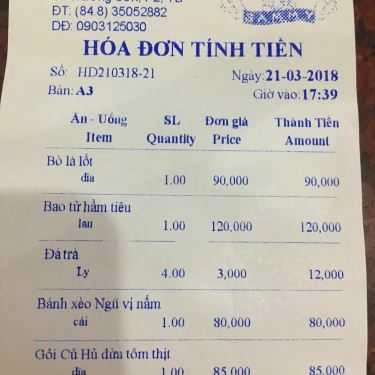 ĐT: (84.8) 35052882
DĐ: 0903125030
HÓA ĐƠN TÍNH TIỀN
Số: HD210318-21 Ngày: 21-03-2018
Bàn: A3 Giờ vào: 17:39
Ăn - Uống SL Đơn giá Thành Tiền
Item Quantity Price Amount
Bò lá lốt
dĩa 1.00 90,000 90,000
Bao tử hầm tiêu
lau 1.00 120,000 120,000
Đá trà
Ly 4.00 3,000 12,000
Bánh xèo Ngũ vị nấm
cái 1.00 80,000 80,000
Gỏi Củ Hủ dừa tôm thịt
dĩa 1.00 85,000 85,000